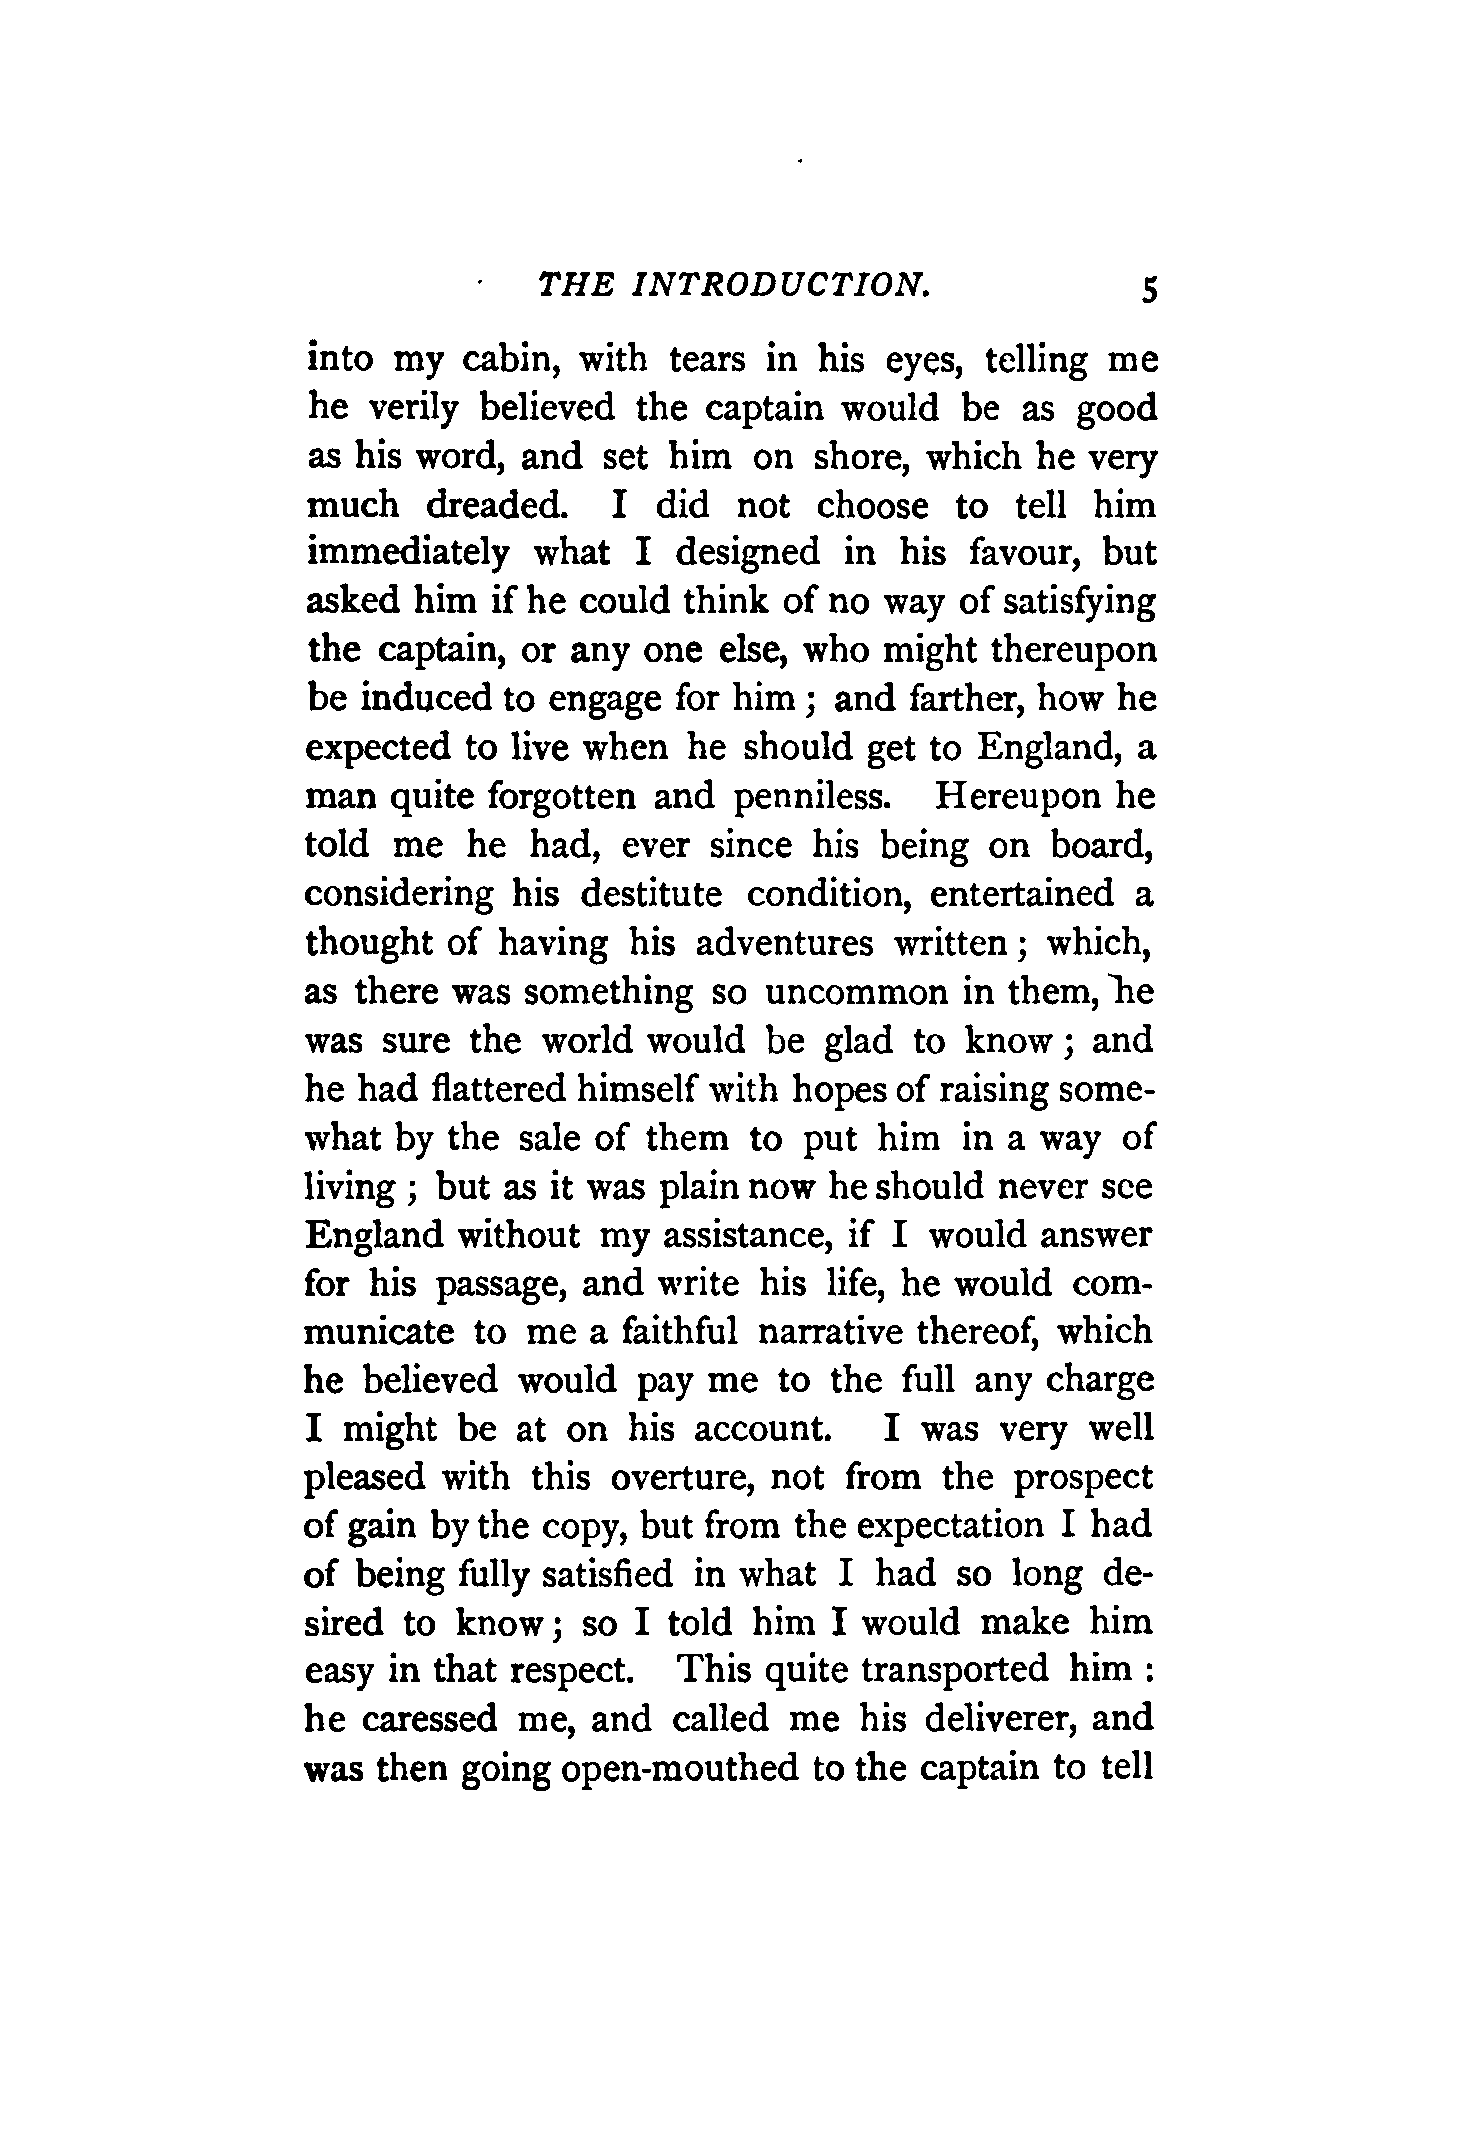 THE INTRODUCTION. 5
into my cabin, with tears in his eyes, telling me
he verily believed the captain would be as good
as his word, and set him on shore, which he very
much dreaded. I did not choose to tell him
immediately what I designed in his favour, but
asked him if he could think of no way of satisfying
the captain, or any one else, who might thereupon
be induced to engage for him ; and farther, how he
expected to live when he should get to England, a
man quite forgotten and penniless. Hereupon he
told me he had, ever since his being on board,
considering his destitute condition, entertained a
thought of having his adventures written ; which,
as there was something so uncommon in them, he
was sure the world would be glad to know ; and
he had flattered himself with hopes of raising some-
what by the sale of them to put him in a way of
living ; but as it was plain now he should never see
England without my assistance, if I would answer
for his passage, and write his life, he would com-
municate to me a faithful narrative thereof, which
he believed would pay me to the full any charge
I might be at on his account. I was very well
pleased with this overture, not from the prospect
of gain by the copy, but from the expectation I had
of being fully satisfied in what I had so long de-
sired to know ; so I told him I would make him
easy in that respect. This quite transported him :
he caressed me, and called me his deliverer, and
was then going open-mouthed to the captain to tell